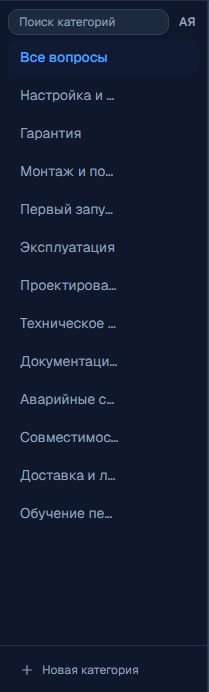 Поиск категорий
АЯ
Все вопросы
Настройка и ...
Гарантия
Монтаж и по...
Первый запу...
Эксплуатация
Проектирова...
Техническое ...
Документаци...
Аварийные с...
Совместимос...
Доставка и л...
Обучение пе...
+ Новая категория